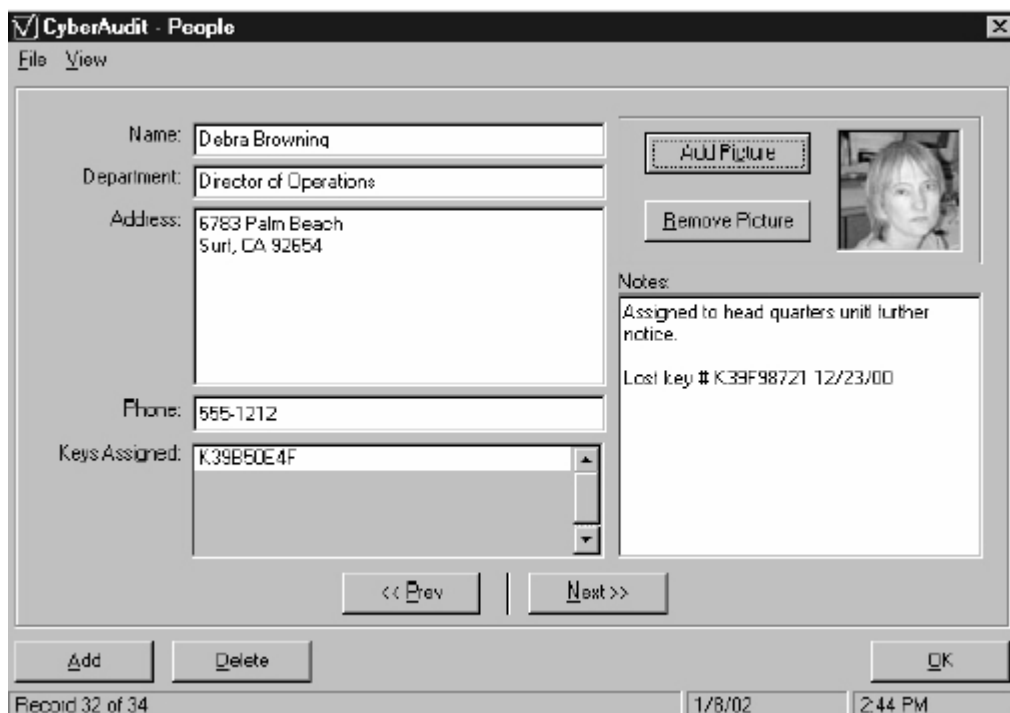 CyberAudit - People
File View
Name: Debra Browning
Department: Director of Operations
Address: 6783 Palm Beach
Surf, CA 92654
Phone: 555-1212
Keys Assigned: K39B50E4F
Add Picture
Remove Picture
Notes:
Assigned to head quarters unitl further
notice.
Lost key # K39F98721 12/23/00
<< Prev
Next >>
Add
Delete
OK
Record 32 of 34
1/8/02
2:44 PM